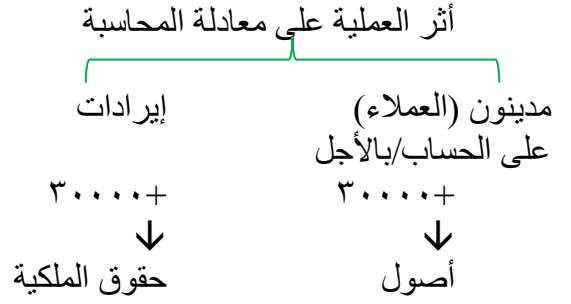 أثر العملية على معادلة المحاسبة
مدينون (العملاء) إيرادات
على الحساب/بالأجل
٣٠٠٠٠+ ٣٠٠٠٠+
أصول حقوق الملكية